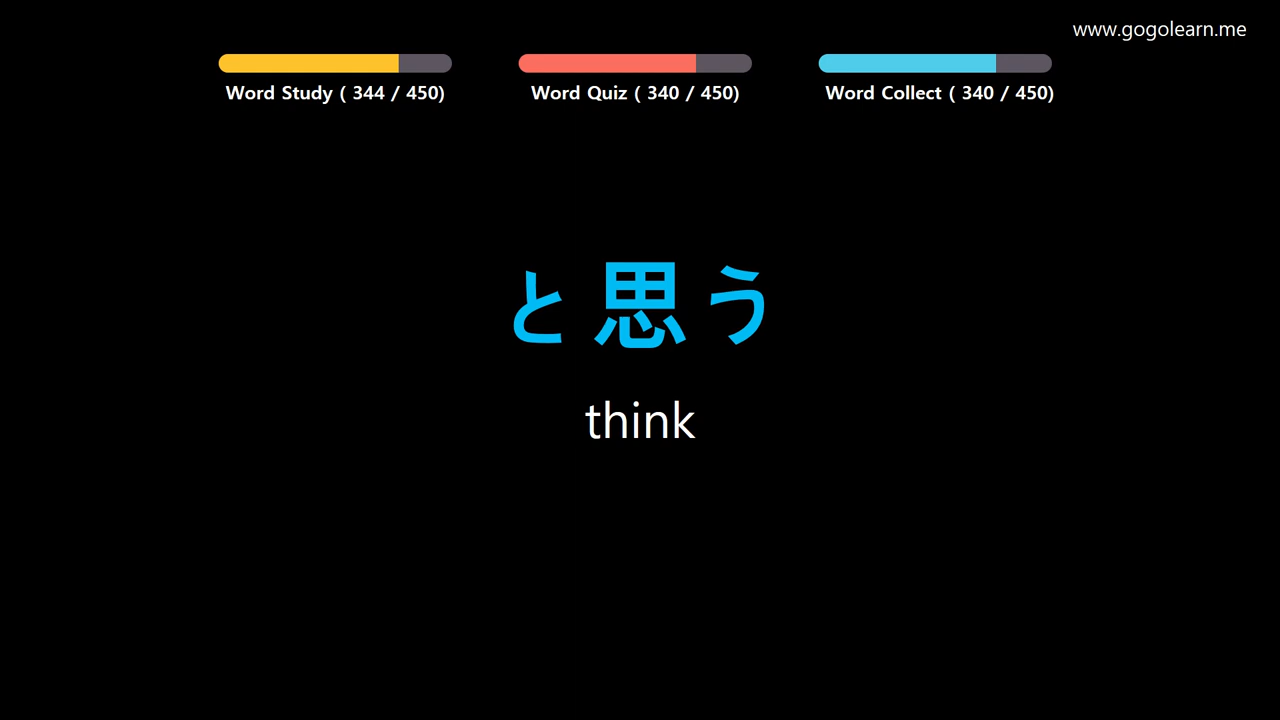 www.gogolearn.me
Word Study ( 344 / 450)
Word Quiz ( 340 / 450)
Word Collect ( 340 / 450)
と思う
think